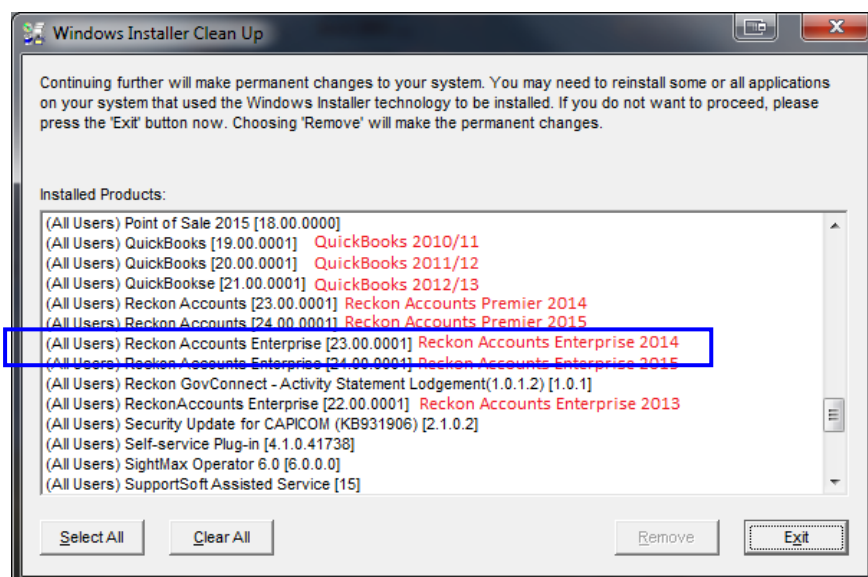 Windows Installer Clean Up
Continuing further will make permanent changes to your system. You may need to reinstall some or all applications
on your system that used the Windows Installer technology to be installed. If you do not want to proceed, please
press the 'Exit' button now. Choosing 'Remove' will make the permanent changes.
Installed Products:
(All Users) Point of Sale 2015 [18.00.0000]
(All Users) QuickBooks [19.00.0001] QuickBooks 2010/11
(All Users) QuickBooks [20.00.0001] QuickBooks 2011/12
(All Users) QuickBookse [21.00.0001] QuickBooks 2012/13
(All Users) Reckon Accounts [23.00.0001] Reckon Accounts Premier 2014
(All Users) Reckon Accounts [24.00.0001] Reckon Accounts Premier 2015
(All Users) Reckon Accounts Enterprise [23.00.0001] Reckon Accounts Enterprise 2014
(All Users) Reckon Accounts Enterprise [24.00.0001] Reckon Accounts Enterprise 2015
(All Users) Reckon GovConnect - Activity Statement Lodgement(1.0.1.2) [1.0.1]
(All Users) ReckonAccounts Enterprise [22.00.0001] Reckon Accounts Enterprise 2013
(All Users) Security Update for CAPICOM (KB931906) [2.1.0.2]
(All Users) Self-service Plug-in [4.1.0.41738]
(All Users) SightMax Operator 6.0 [6.0.0.0]
(All Users) SupportSoft Assisted Service [15]
Select All Clear All Remove Exit